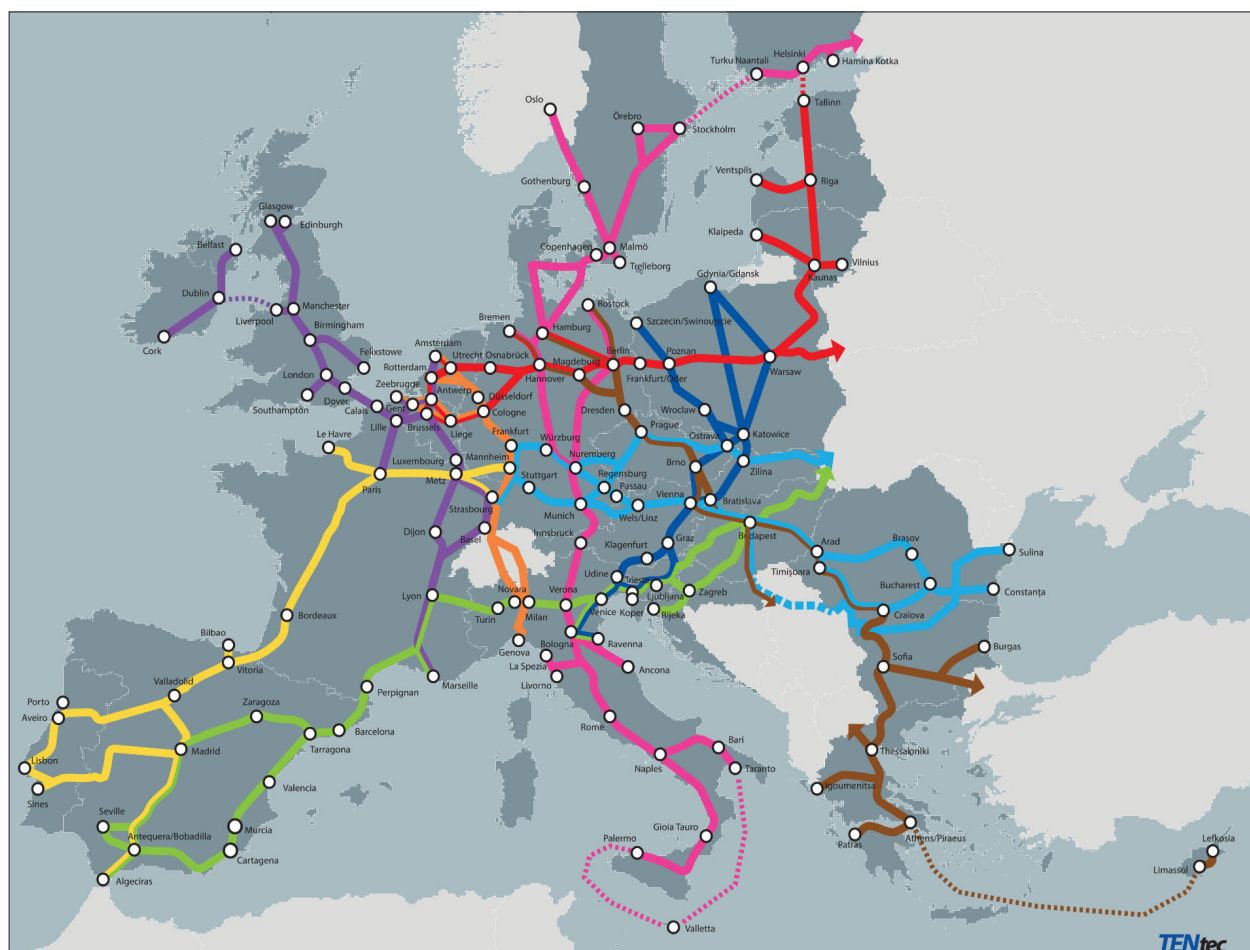 Helsinki
Turku Naantali
Hamina Kotka
Oslo
Örebro
Stockholm
Tallinn
Gothenburg
Ventspils
Riga
Glasgow
Edinburgh
Klaipeda
Belfast
Copenhagen
Malmö
Trelleborg
Kaunas
Vilnius
Gdynia/Gdansk
Dublin
Rostock
Manchester
Liverpool
Szczecin/Swinoujscie
Bremen
Hamburg
Cork
Birmingham
Amsterdam
Felixstowe
Utrecht
Osnabrück
Magdeburg
Berlin
Poznan
Warsaw
Rotterdam
London
Hannover
Frankfurt/Oder
Zeebrugge
Antwerp
Düsseldorf
Dover
Southampton
Calais
Gent
Cologne
Dresden
Wroclaw
Lille
Brussels
Liege
Prague
Le Havre
Frankfurt
Würzburg
Ostrava
Katowice
Luxembourg
Mannheim
Nuremberg
Zilina
Metz
Stuttgart
Regensburg
Brno
Paris
Passau
Strasbourg
Vienna
Bratislava
Munich
Wels/Linz
Dijon
Basel
Innsbruck
Graz
Budapest
Klagenfurt
Arad
Braşov
Sulina
Udine
Timişoara
Trieste
Bucharest
Novara
Verona
Ljubljana
Zagreb
Constanţa
Lyon
Venice
Koper
Rijeka
Turin
Milan
Craiova
Bordeaux
Bilbao
Genova
Bologna
Ravenna
Vitoria
La Spezia
Ancona
Sofia
Burgas
Livorno
Marseille
Valladolid
Perpignan
Porto
Aveiro
Zaragoza
Rome
Barcelona
Tarragona
Madrid
Bari
Thessaloniki
Naples
Taranto
Lisbon
Valencia
Igoumenitsa
Sines
Seville
Murcia
Antequera/Bobadilla
Gioia Tauro
Patras
Athens/Piraeus
Palermo
Lefkosia
Cartagena
Limassol
Algeciras
Valletta
TENtec